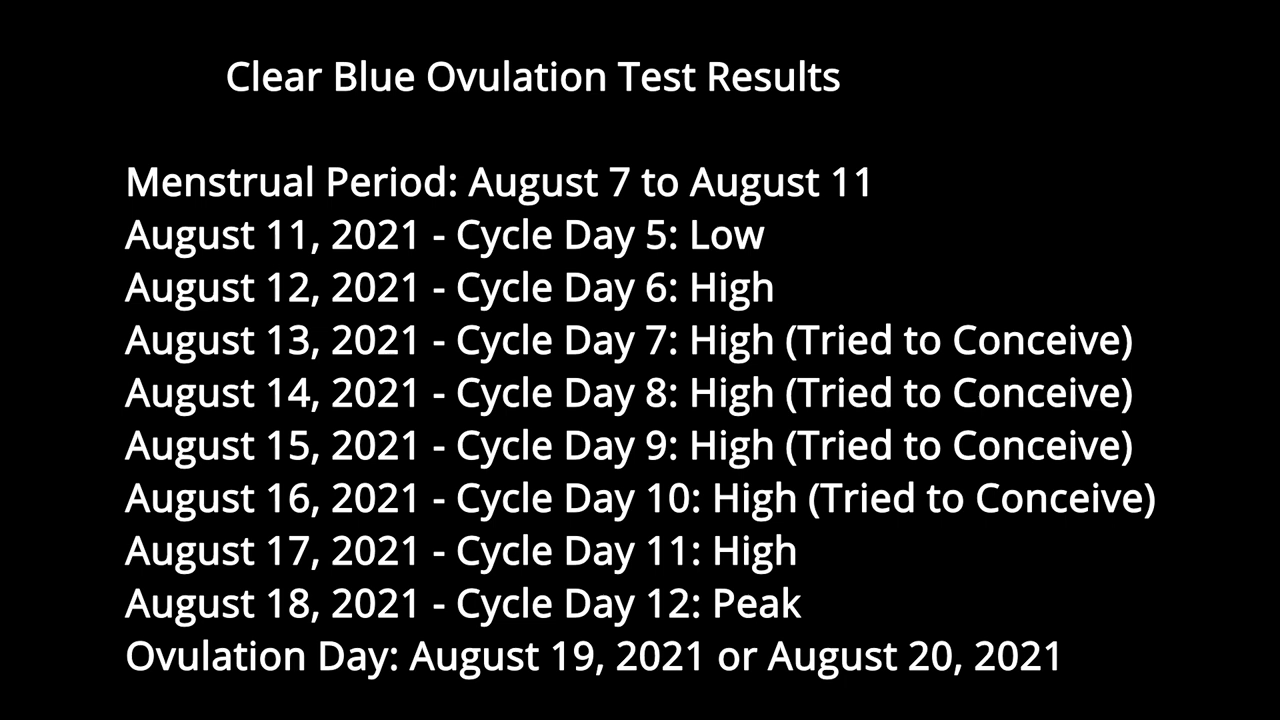 Clear Blue Ovulation Test Results
Menstrual Period: August 7 to August 11
August 11, 2021 - Cycle Day 5: Low
August 12, 2021 - Cycle Day 6: High
August 13, 2021 - Cycle Day 7: High (Tried to Conceive)
August 14, 2021 - Cycle Day 8: High (Tried to Conceive)
August 15, 2021 - Cycle Day 9: High (Tried to Conceive)
August 16, 2021 - Cycle Day 10: High (Tried to Conceive)
August 17, 2021 - Cycle Day 11: High
August 18, 2021 - Cycle Day 12: Peak
Ovulation Day: August 19, 2021 or August 20, 2021